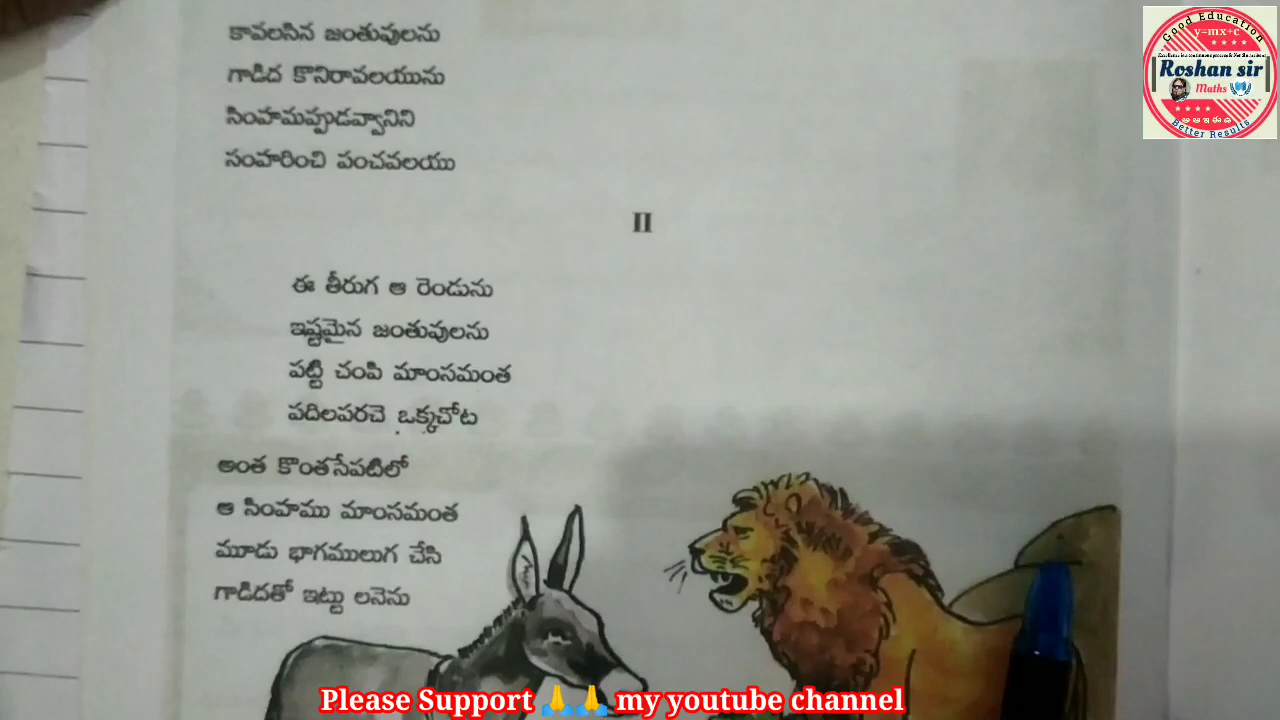 కావలసిన జంతువులను
గాడిద కొనిరావలయును
సింహమప్పుడవ్వానిని
సంహరించి పంచవలయు
II
ఈ తీరుగ ఆ రెండును
ఇష్టమైన జంతువులను
పట్టి చంపి మాంసమంత
పదిలపరచె ఒక్కచోట
అంత కొంతసేపటిలో
ఆ సింహము మాంసమంత
మూడు భాగములుగ చేసి
గాడిదతో ఇట్టు లనెను
Good Education
y=mx+c
Roshan sir
Maths
Better Results
Please Support 🙏🙏 my youtube channel